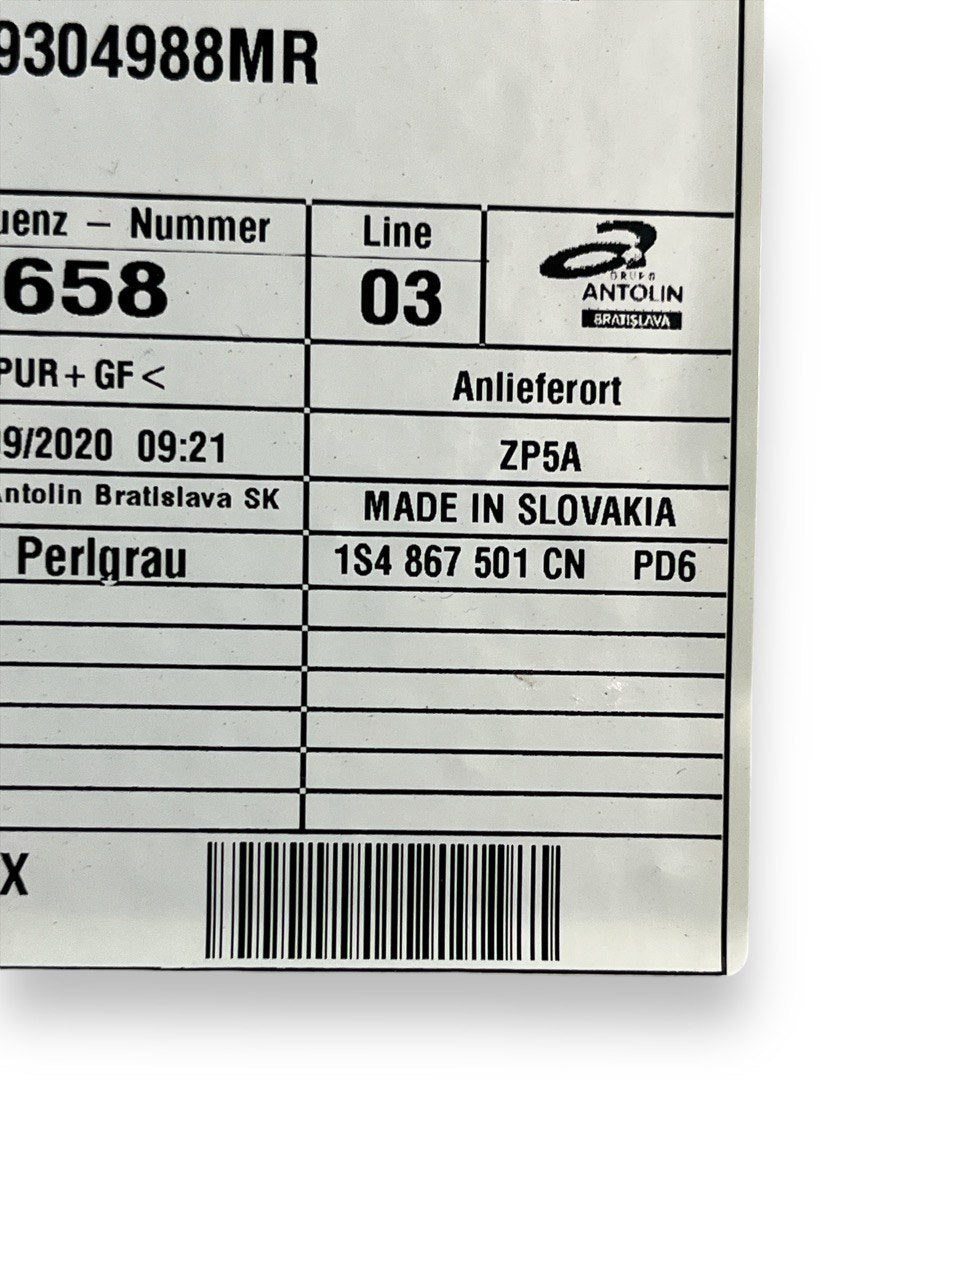 9304988MR
uenz – Nummer
Line
658
03
GRUPO
ANTOLIN
BRATISLAVA
PUR+GF<
Anlieferort
09/2020 09:21
ZP5A
Antolin Bratislava SK
MADE IN SLOVAKIA
Perlgrau
1S4 867 501 CN PD6
X